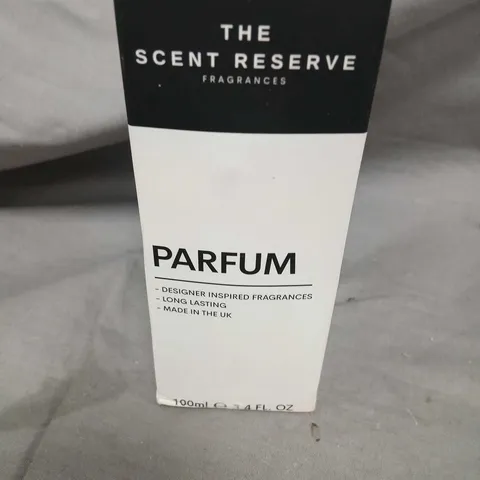 THE
SCENT RESERVE
FRAGRANCES
PARFUM
- DESIGNER INSPIRED FRAGRANCES
- LONG LASTING
- MADE IN THE UK
100ml ℮ 3.4 FL. OZ